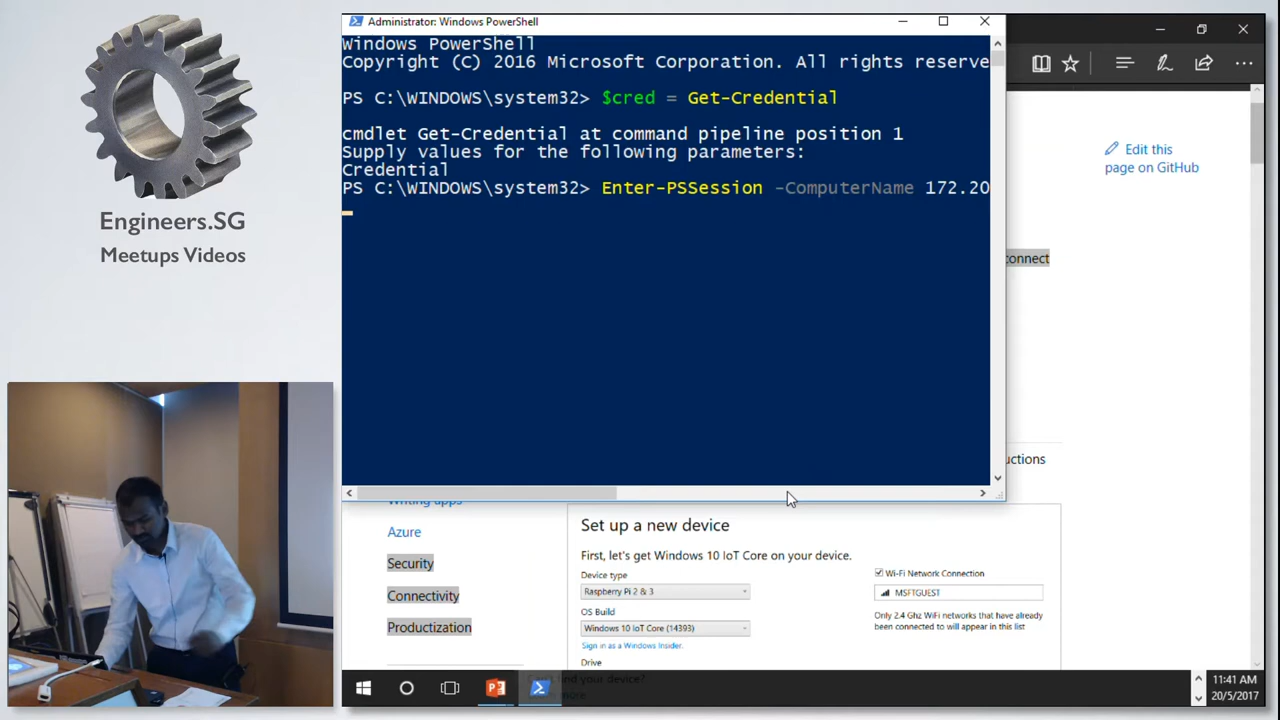 Administrator: Windows PowerShell
Windows PowerShell
Copyright (C) 2016 Microsoft Corporation. All rights reserve
PS C:\WINDOWS\system32> $cred = Get-Credential
cmdlet Get-Credential at command pipeline position 1
Supply values for the following parameters:
Credential
PS C:\WINDOWS\system32> Enter-PSSession -ComputerName 172.20
Engineers.SG
Meetups Videos
Edit this
page on GitHub
connect
uctions
Writing apps
Azure
Security
Connectivity
Productization
Set up a new device
First, let's get Windows 10 IoT Core on your device.
Device type
Raspberry Pi 2 & 3
OS Build
Windows 10 IoT Core (14393)
Sign in as a Windows Insider.
Drive
Wi-Fi Network Connection
MSFTGUEST
Only 2.4 Ghz WiFi networks that have already
been connected to will appear in this list
find your device?
11:41 AM
20/5/2017